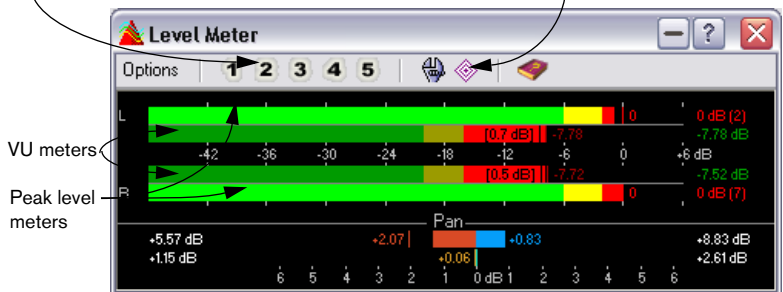 Level Meter
Options 1 2 3 4 5
L 0 0 dB (2)
[0.7 dB] -7.78 -7.78 dB
VU meters -42 -36 -30 -24 -18 -12 -6 0 +6 dB
[0.5 dB] -7.72 -7.52 dB
Peak level meters
R 0 0 dB (7)
Pan
+5.57 dB +2.07 +0.83 +8.83 dB
+1.15 dB +0.06 +2.61 dB
6 5 4 3 2 1 0 dB 1 2 3 4 5 6